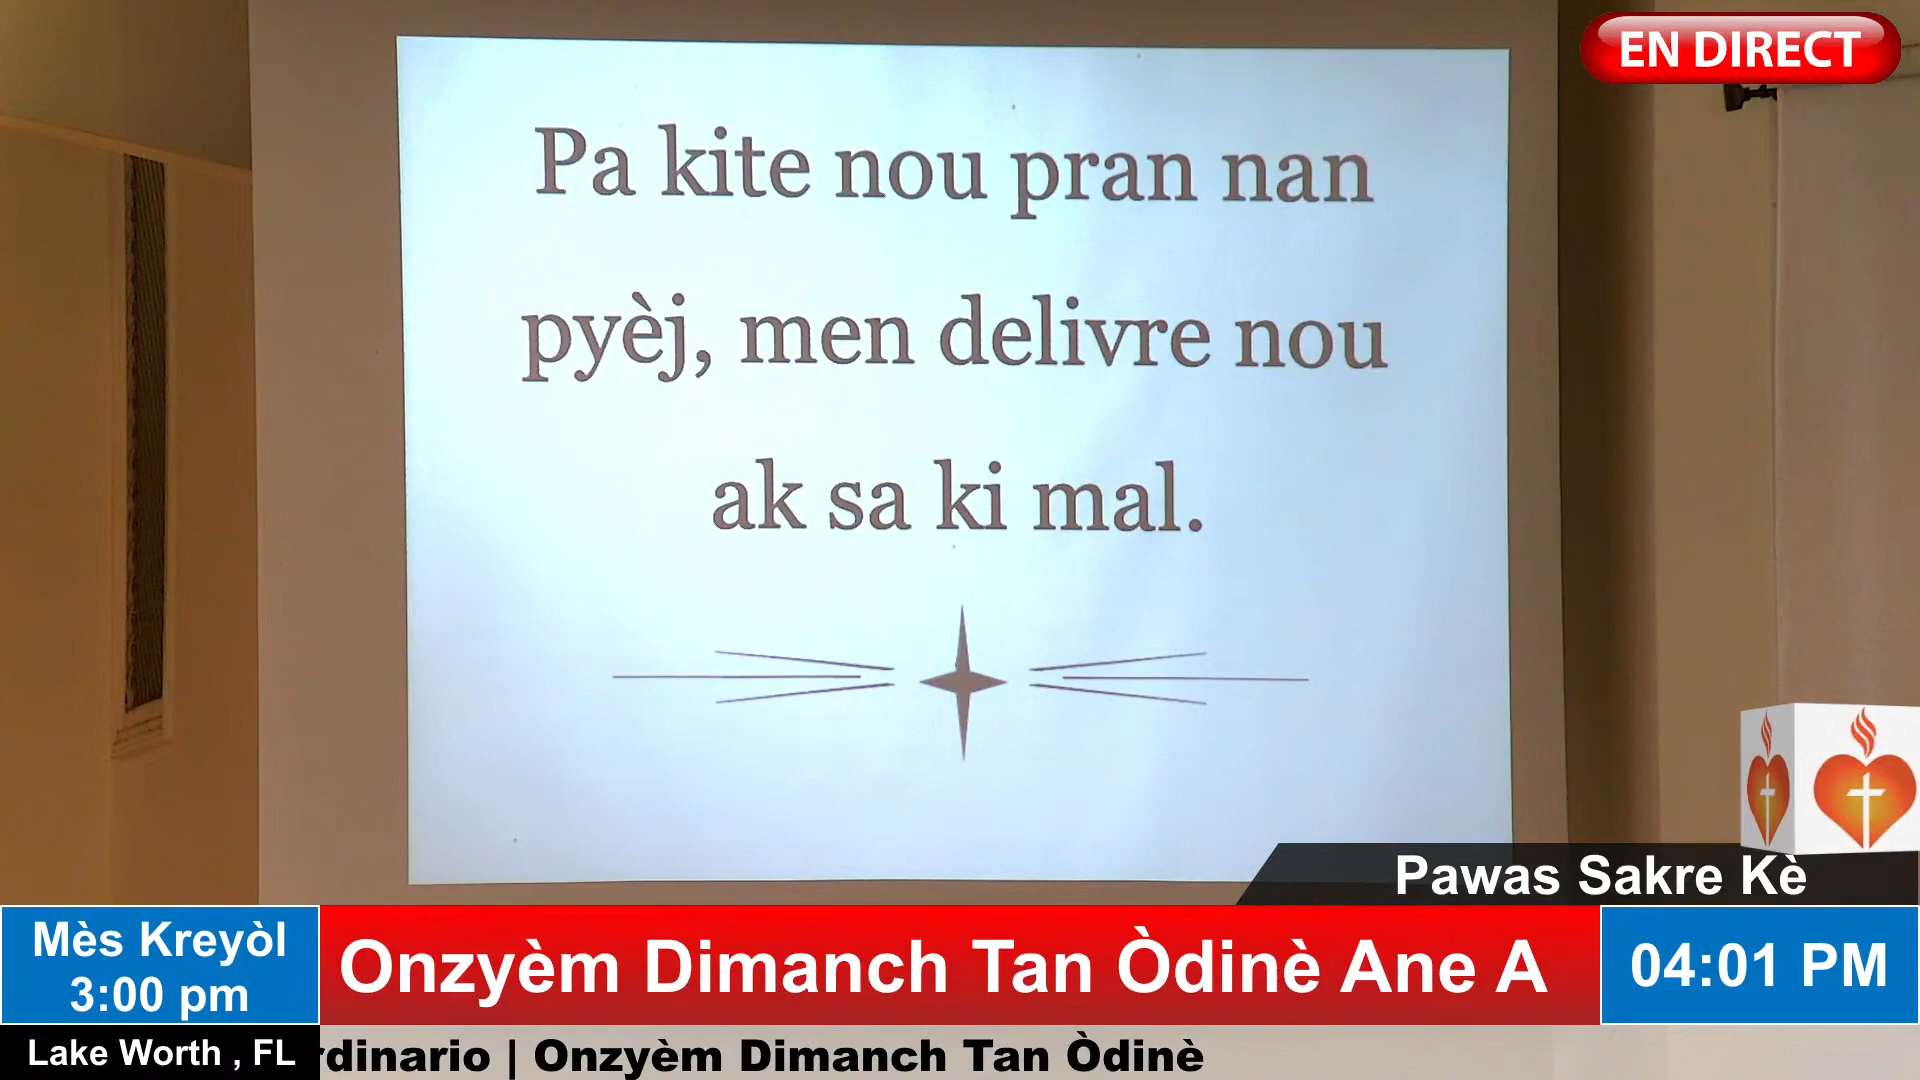 EN DIRECT
Pa kite nou pran nan
pyèj, men delivre nou
ak sa ki mal.
Pawas Sakre Kè
Mès Kreyòl
3:00 pm
Onzyèm Dimanch Tan Òdinè Ane A
04:01 PM
Lake Worth , FL
rdinario | Onzyèm Dimanch Tan Òdinè